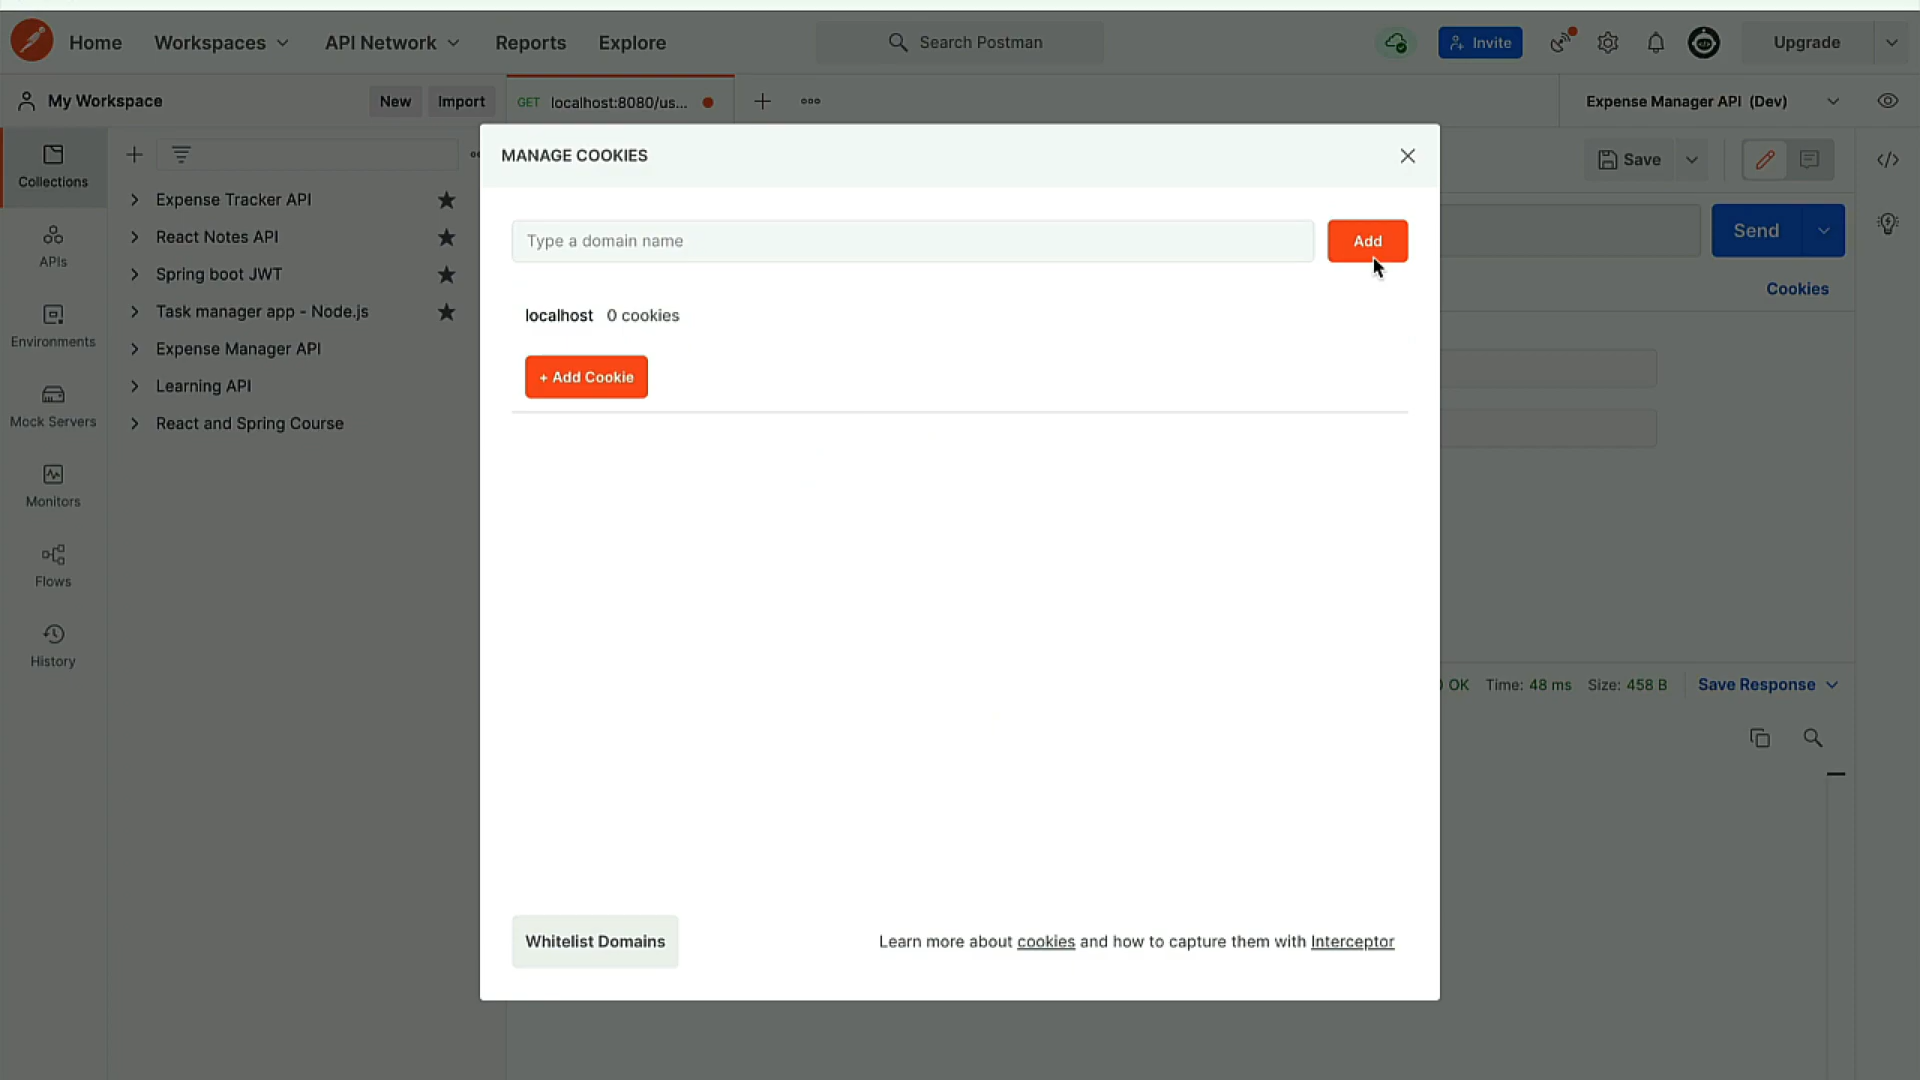 Home
Workspaces
API Network
Reports
Explore
Search Postman
Invite
Upgrade
My Workspace
New
Import
GET localhost:8080/us...
Expense Manager API (Dev)
Collections
APIs
Environments
Mock Servers
Monitors
Flows
History
Expense Tracker API
React Notes API
Spring boot JWT
Task manager app - Node.js
Expense Manager API
Learning API
React and Spring Course
MANAGE COOKIES
Type a domain name
Add
localhost 0 cookies
+ Add Cookie
Whitelist Domains
Learn more about cookies and how to capture them with Interceptor
Save
Send
Cookies
OK Time: 48 ms Size: 458 B Save Response